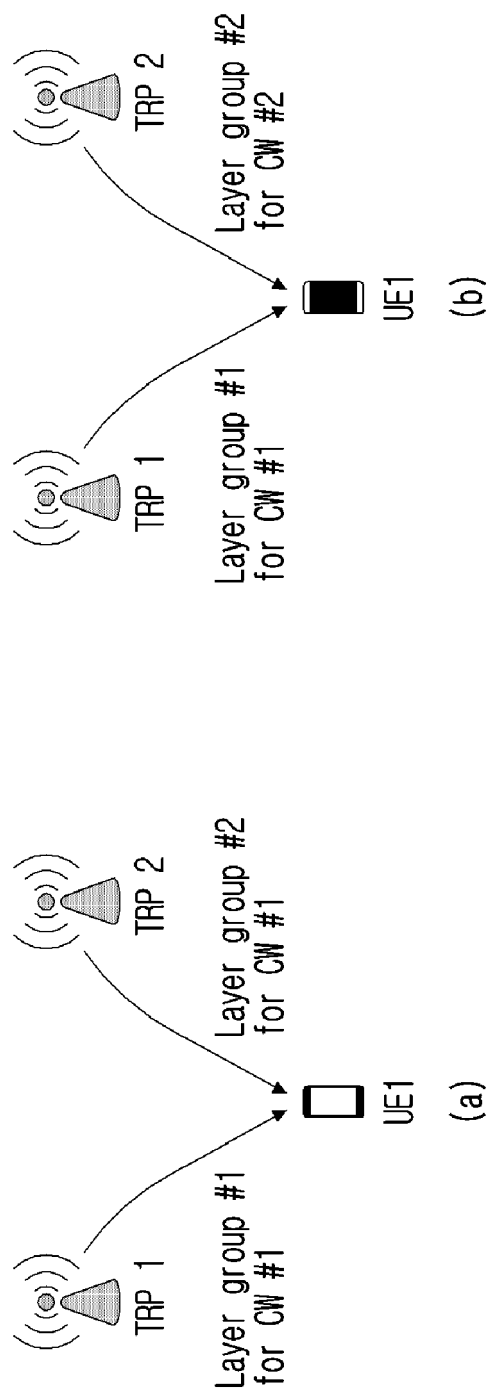 TRP 1
TRP 2
Layer group #1
for CW #1
Layer group #2
for CW #1
UE1
(a)
TRP 1
TRP 2
Layer group #1
for CW #1
Layer group #2
for CW #2
UE1
(b)